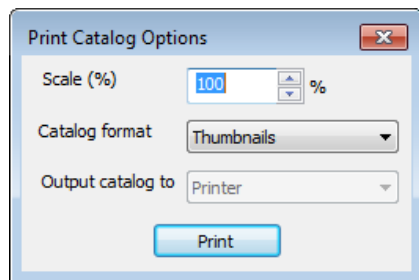 Print Catalog Options
Scale (%) 100 %
Catalog format Thumbnails
Output catalog to Printer
Print